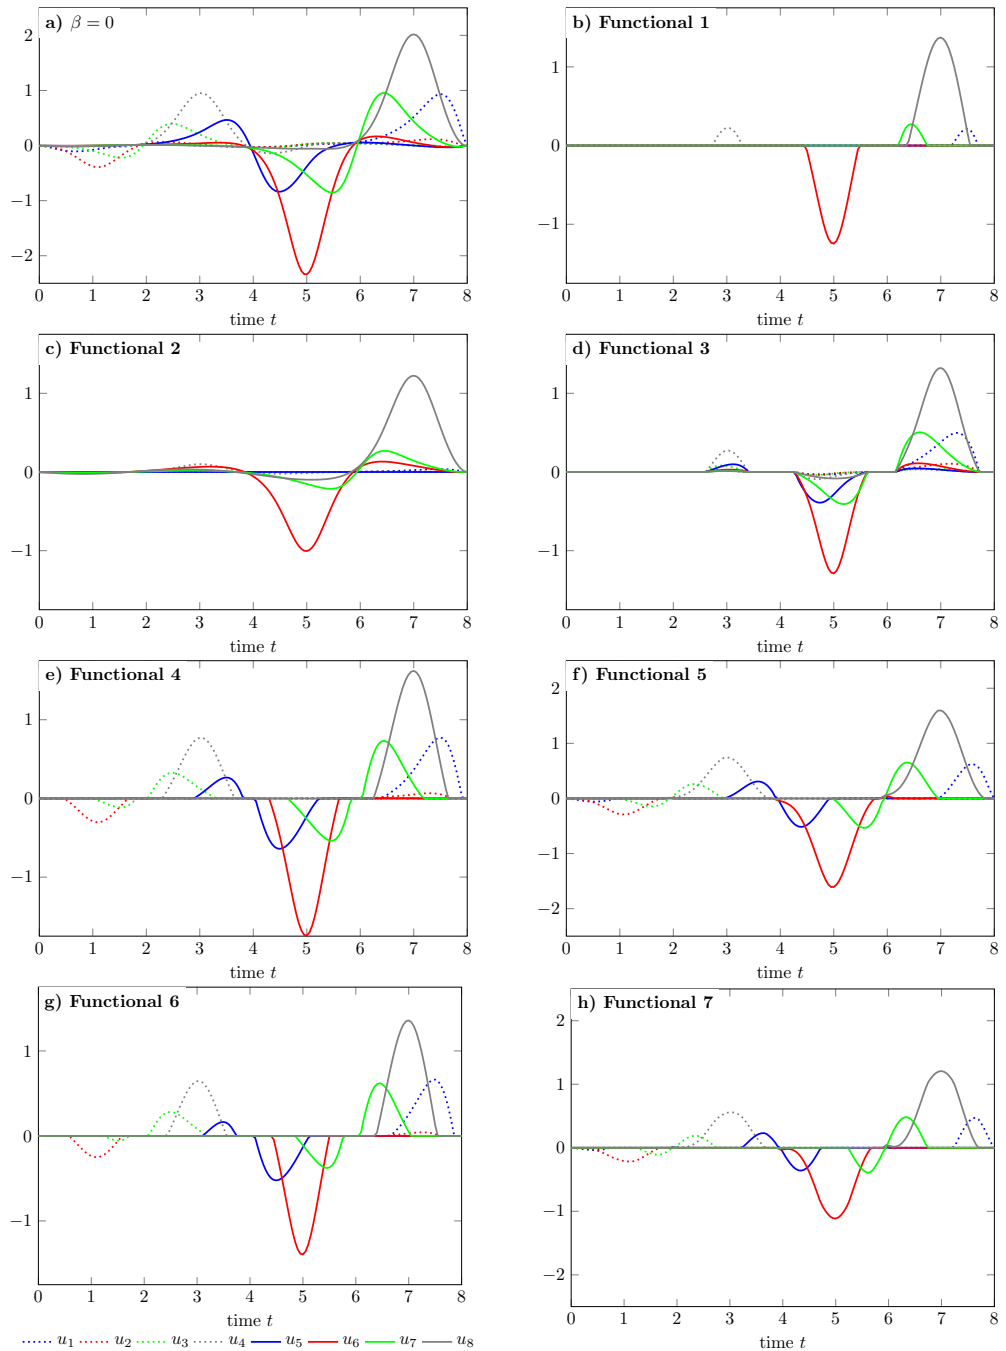 a) β = 0
2
1
0
−1
−2
0 1 2 3 4 5 6 7 8
time t
b) Functional 1
1
0
−1
0 1 2 3 4 5 6 7 8
time t
c) Functional 2
1
0
−1
0 1 2 3 4 5 6 7 8
time t
d) Functional 3
1
0
−1
0 1 2 3 4 5 6 7 8
time t
e) Functional 4
1
0
−1
0 1 2 3 4 5 6 7 8
time t
f) Functional 5
2
1
0
−1
−2
0 1 2 3 4 5 6 7 8
time t
g) Functional 6
1
0
−1
0 1 2 3 4 5 6 7 8
time t
h) Functional 7
2
1
0
−1
−2
0 1 2 3 4 5 6 7 8
time t
u1 u2 u3 u4 u5 u6 u7 u8